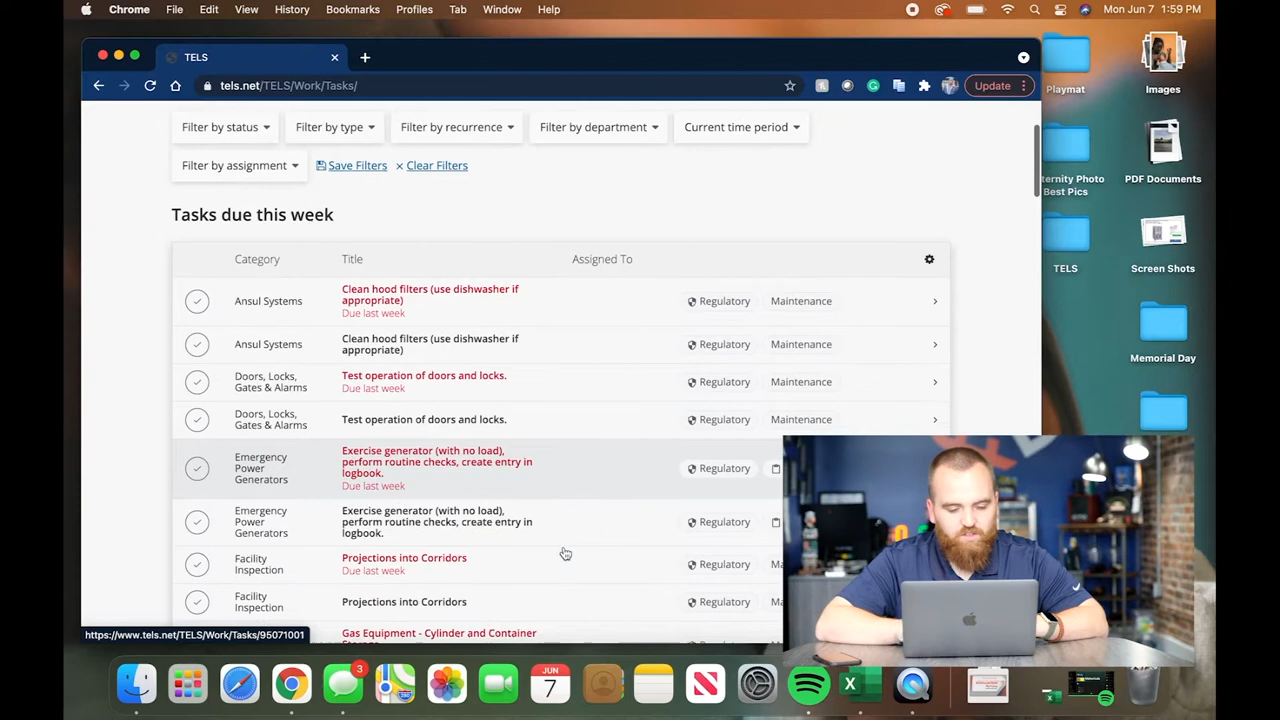 Chrome File Edit View History Bookmarks Profiles Tab Window Help Mon Jun 7 1:59 PM
TELS
tels.net/TELS/Work/Tasks/ Update
Filter by status Filter by type Filter by recurrence Filter by department Current time period
Filter by assignment Save Filters × Clear Filters
Tasks due this week
Category Title Assigned To
Ansul Systems
Clean hood filters (use dishwasher if
appropriate)
Due last week
Regulatory Maintenance
Ansul Systems
Clean hood filters (use dishwasher if
appropriate)
Regulatory Maintenance
Doors, Locks,
Gates & Alarms
Test operation of doors and locks.
Due last week
Regulatory Maintenance
Doors, Locks,
Gates & Alarms
Test operation of doors and locks.
Regulatory Maintenance
Emergency
Power
Generators
Exercise generator (with no load),
perform routine checks, create entry in
logbook.
Due last week
Regulatory
Emergency
Power
Generators
Exercise generator (with no load),
perform routine checks, create entry in
logbook.
Regulatory
Facility
Inspection
Projections into Corridors
Due last week
Regulatory
Facility
Inspection
Projections into Corridors
Regulatory
Gas Equipment - Cylinder and Container
https://www.tels.net/TELS/Work/Tasks/95071001
Playmat
Images
ternity Photo
Best Pics
PDF Documents
TELS
Screen Shots
Memorial Day
3
JUN
7